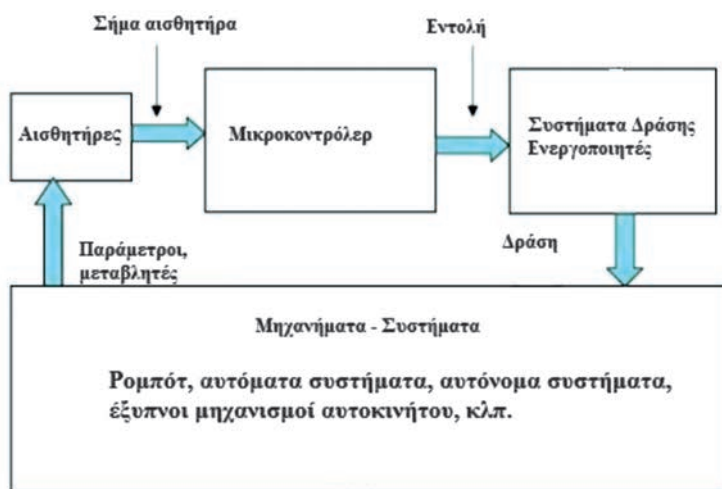 Σήμα αισθητήρα
Εντολή
Αισθητήρες
Μικροκοντρόλερ
Συστήματα Δράσης
Ενεργοποιητές
Παράμετροι,
μεταβλητές
Δράση
Μηχανήματα - Συστήματα
Ρομπότ, αυτόματα συστήματα, αυτόνομα συστήματα,
έξυπνοι μηχανισμοί αυτοκινήτου, κλπ.